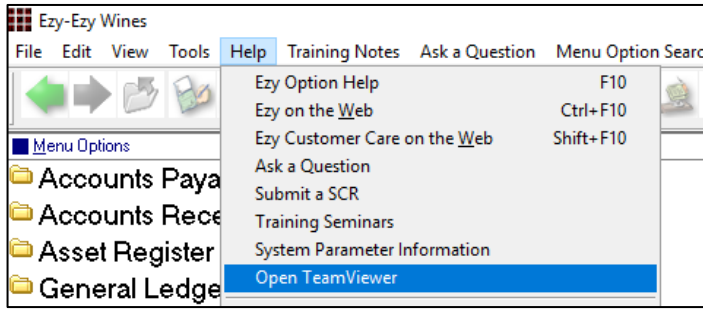 Ezy-Ezy Wines
File Edit View Tools Help Training Notes Ask a Question Menu Option Searc
Ezy Option Help F10
Ezy on the Web Ctrl+F10
Ezy Customer Care on the Web Shift+F10
Ask a Question
Submit a SCR
Training Seminars
System Parameter Information
Open TeamViewer
Menu Options
Accounts Paya
Accounts Rece
Asset Register
General Ledge